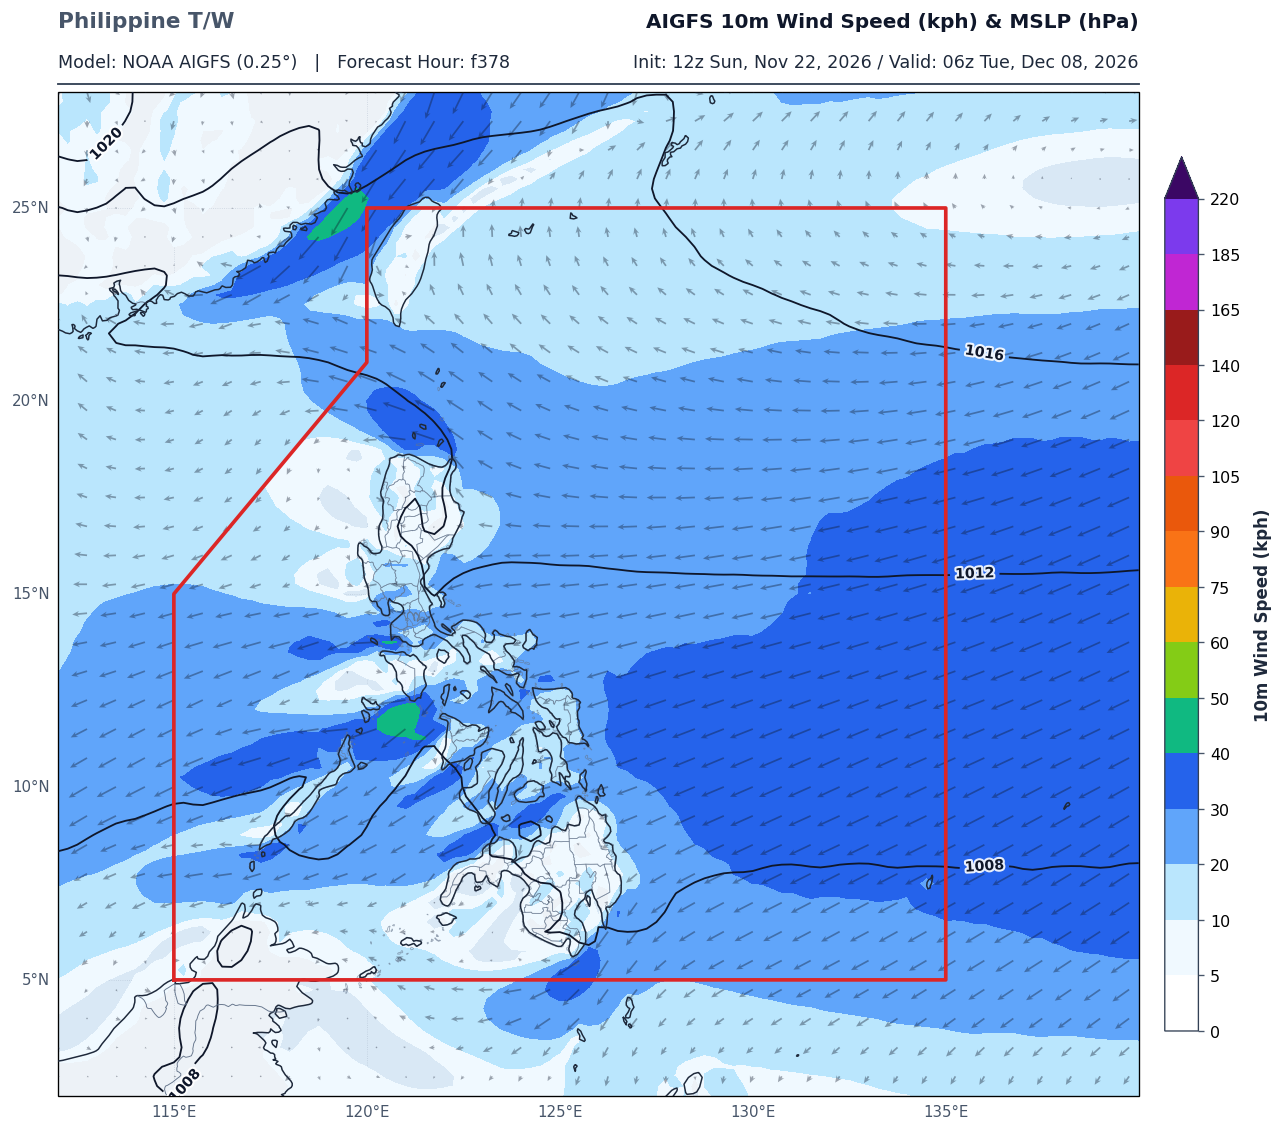 Philippine T/W
AIGFS 10m Wind Speed (kph) & MSLP (hPa)
Model: NOAA AIGFS (0.25°) | Forecast Hour: f378
Init: 12z Sun, Nov 22, 2026 / Valid: 06z Tue, Dec 08, 2026
1020
25°N
20°N
15°N
10°N
5°N
1016
1012
1008
1008
115°E
120°E
125°E
130°E
135°E
220
185
165
140
120
105
90
75
60
50
40
30
20
10
5
0
10m Wind Speed (kph)